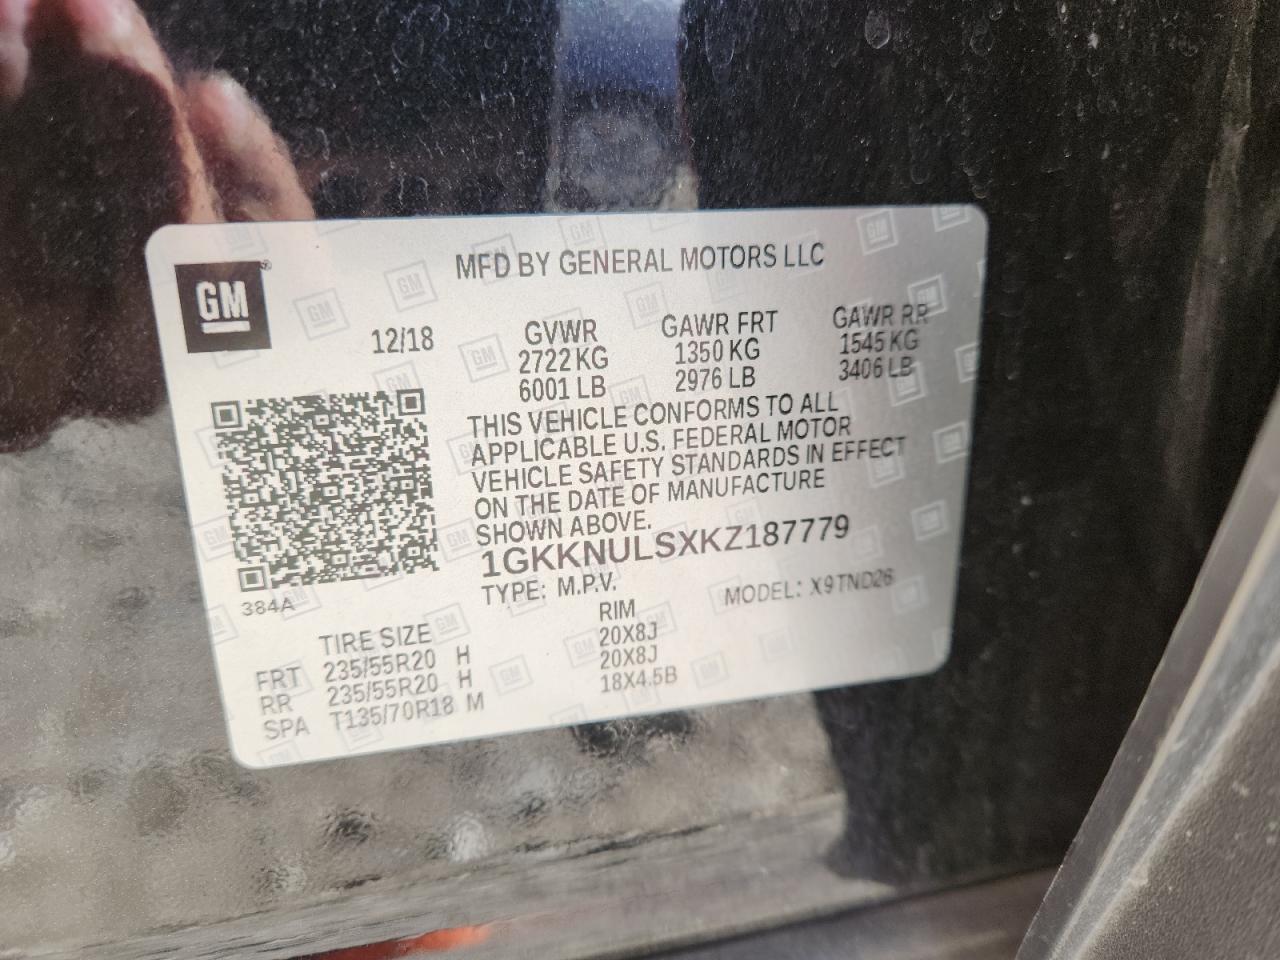 GM
MFD BY GENERAL MOTORS LLC
12/18
GVWR GAWR FRT GAWR RR
2722 KG 1350 KG 1545 KG
6001 LB 2976 LB 3406 LB
THIS VEHICLE CONFORMS TO ALL
APPLICABLE U.S. FEDERAL MOTOR
VEHICLE SAFETY STANDARDS IN EFFECT
ON THE DATE OF MANUFACTURE
SHOWN ABOVE.
1GKKNULSXKZ187779
TYPE: M.P.V. MODEL: X9TND26
384A
TIRE SIZE RIM
FRT 235/55R20 H 20X8J
RR 235/55R20 H 20X8J
SPA T135/70R18 M 18X4.5B